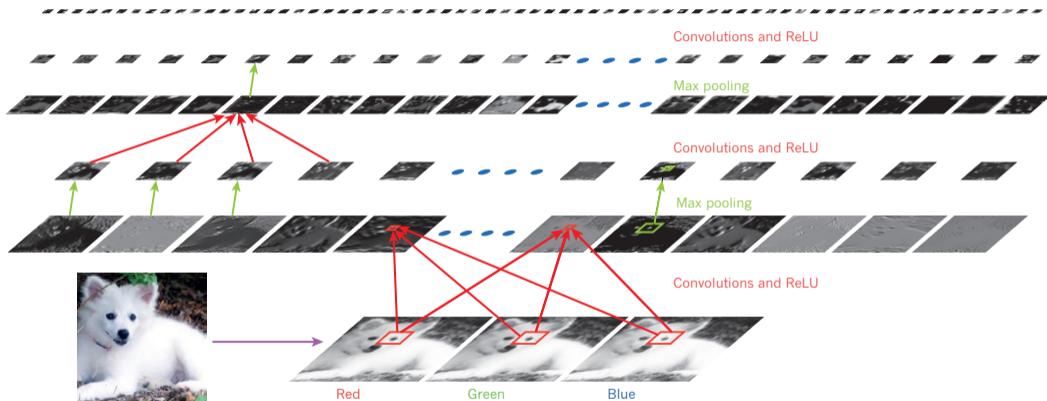 Convolutions and ReLU
Max pooling
Convolutions and ReLU
Max pooling
Convolutions and ReLU
Red
Green
Blue